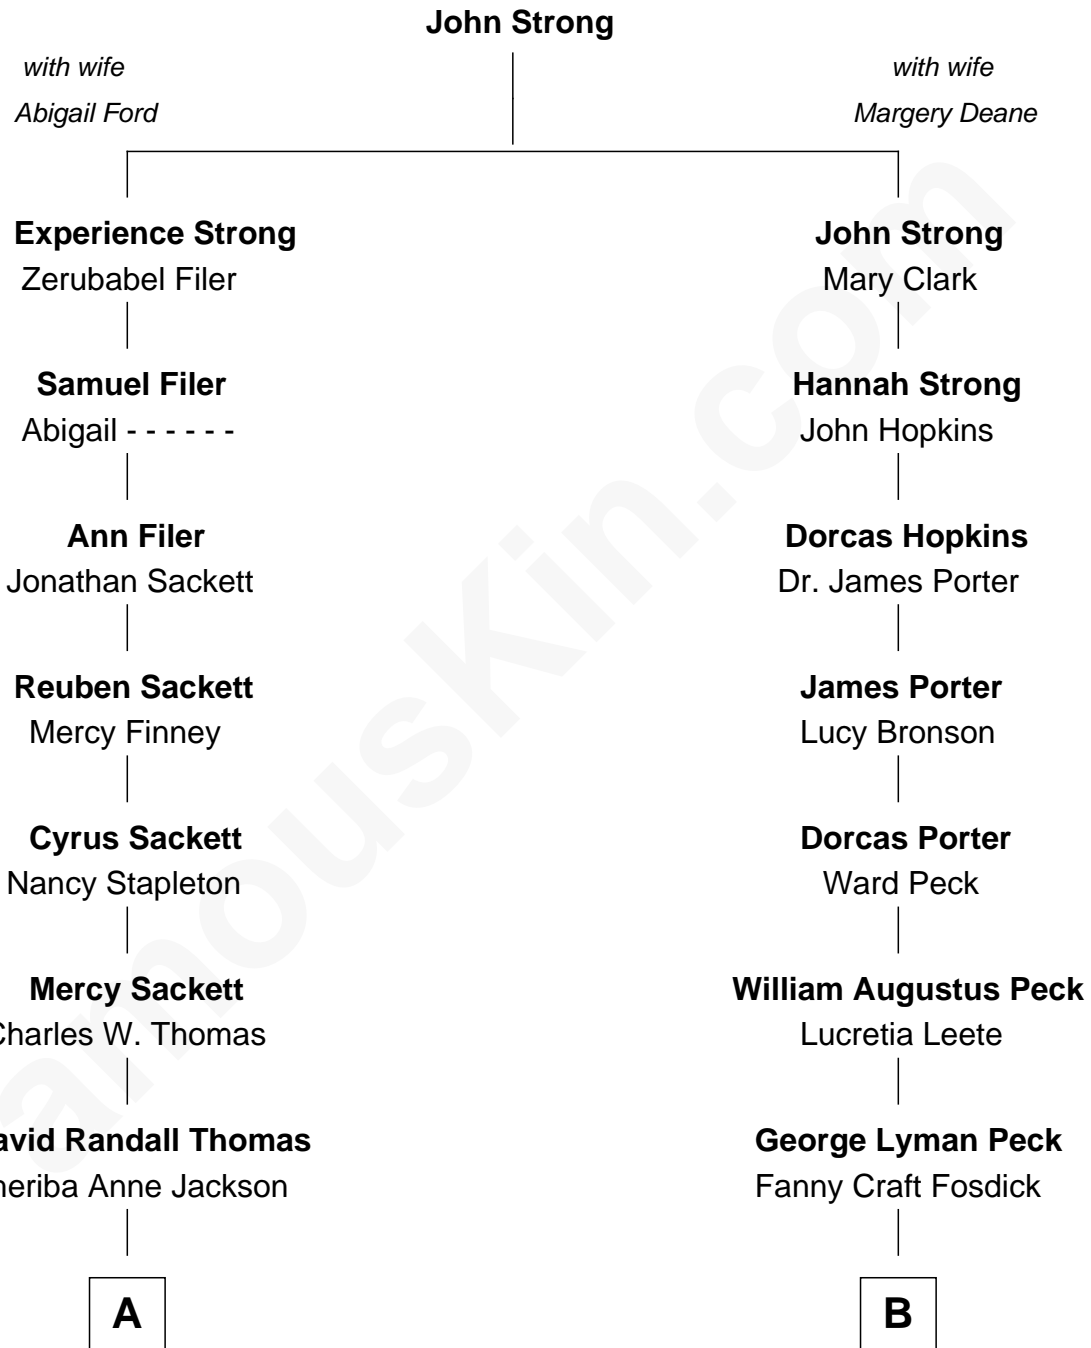 John Strong
with wife
Abigail Ford
with wife
Margery Deane
Experience Strong
Zerubabel Filer
John Strong
Mary Clark
Samuel Filer
Abigail - - - - - -
Hannah Strong
John Hopkins
Ann Filer
Jonathan Sackett
Dorcas Hopkins
Dr. James Porter
Reuben Sackett
Mercy Finney
James Porter
Lucy Bronson
Cyrus Sackett
Nancy Stapleton
Dorcas Porter
Ward Peck
Mercy Sackett
Charles W. Thomas
William Augustus Peck
Lucretia Leete
Randall Thomas
Anne Jackson
George Lyman Peck
Fanny Craft Fosdick
A
B
amouskin.com